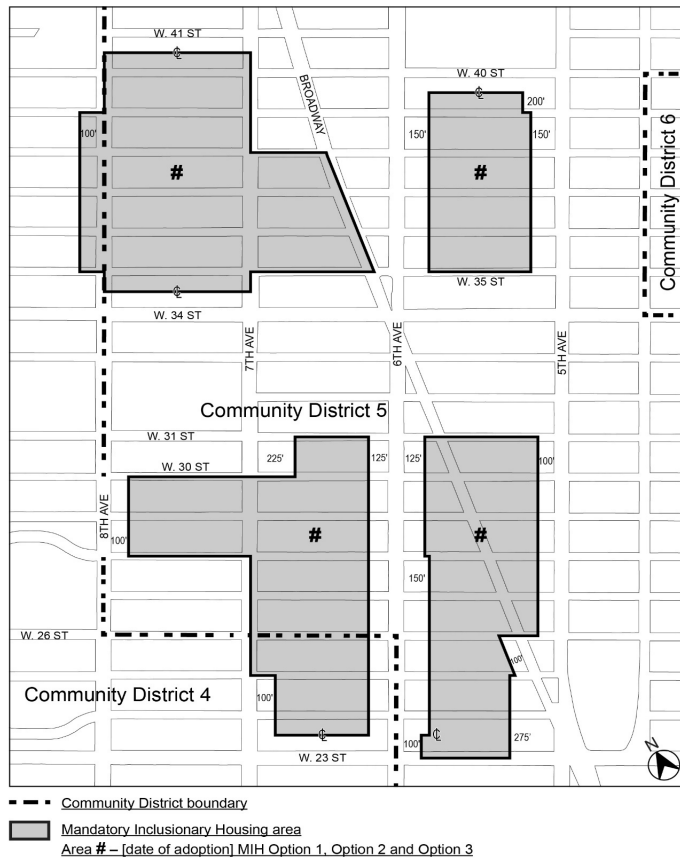 W. 41 ST
℄
BROADWAY
W. 40 ST
℄
200'
100'
150'
150'
#
#
Community District 6
℄
W. 35 ST
W. 34 ST
7TH AVE
6TH AVE
5TH AVE
Community District 5
W. 31 ST
W. 30 ST
225'
125'
125'
100'
8TH AVE
100'
#
#
150'
W. 26 ST
100'
Community District 4
100'
℄
100'
℄
275'
W. 23 ST
N
Community District boundary
Mandatory Inclusionary Housing area
Area # – [date of adoption] MIH Option 1, Option 2 and Option 3